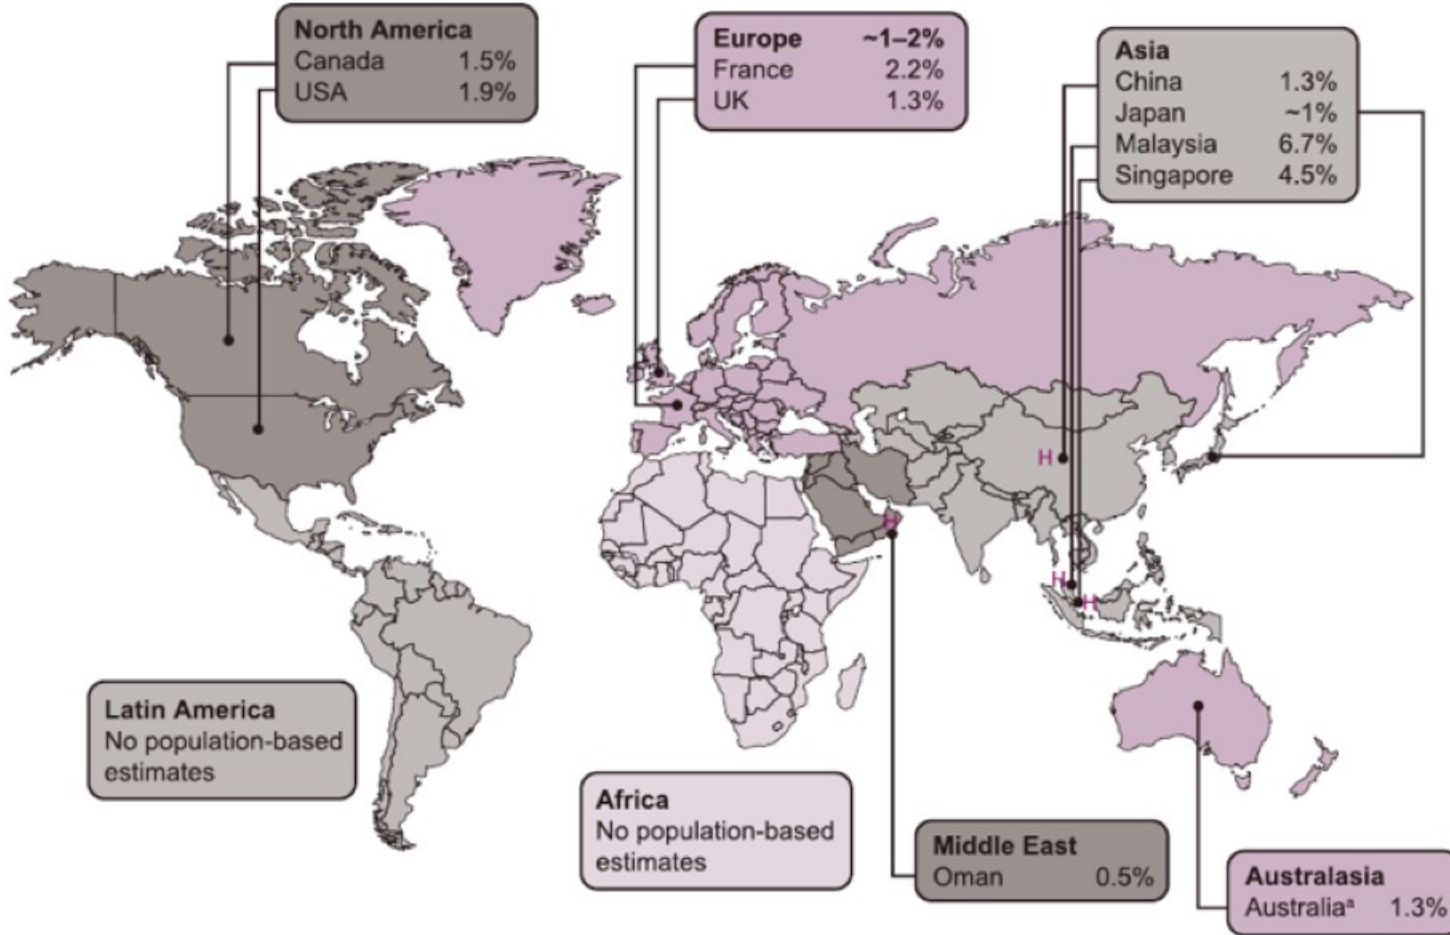 North America
Canada 1.5%
USA 1.9%
Europe ~1–2%
France 2.2%
UK 1.3%
Asia
China 1.3%
Japan ~1%
Malaysia 6.7%
Singapore 4.5%
H
H
H
H
Latin America
No population-based
estimates
Africa
No population-based
estimates
Middle East
Oman 0.5%
Australasia
Australiaª 1.3%